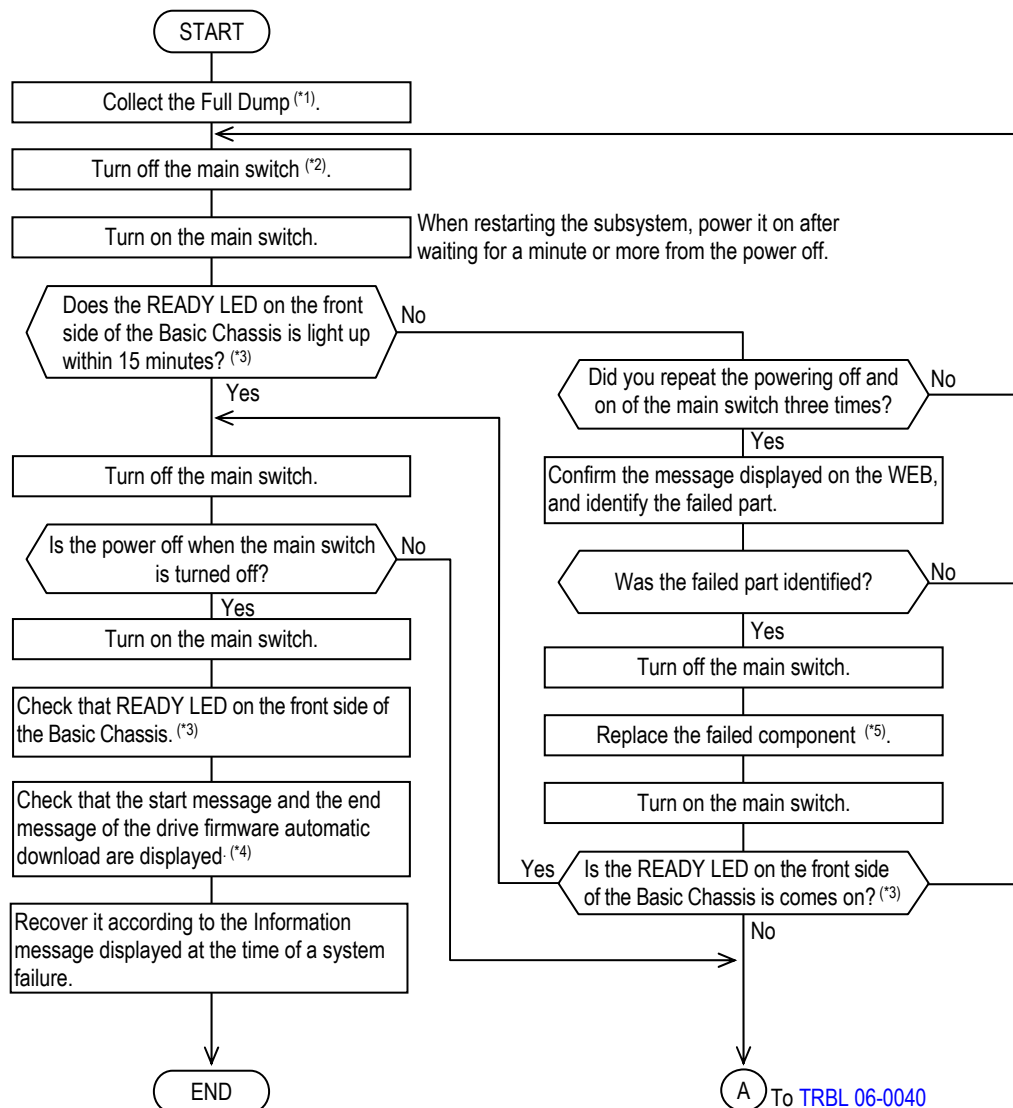 START
Collect the Full Dump (*1).
Turn off the main switch (*2).
Turn on the main switch.
When restarting the subsystem, power it on after
waiting for a minute or more from the power off.
Does the READY LED on the front
side of the Basic Chassis is light up
within 15 minutes? (*3)
No
Yes
Did you repeat the powering off and
on of the main switch three times?
No
Yes
Turn off the main switch.
Confirm the message displayed on the WEB,
and identify the failed part.
Is the power off when the main switch
is turned off?
No
Yes
Was the failed part identified?
No
Yes
Turn on the main switch.
Turn off the main switch.
Check that READY LED on the front side of
the Basic Chassis. (*3)
Replace the failed component (*5).
Check that the start message and the end
message of the drive firmware automatic
download are displayed. (*4)
Turn on the main switch.
Yes
Is the READY LED on the front side
of the Basic Chassis is comes on? (*3)
No
Recover it according to the Information
message displayed at the time of a system
failure.
END
A
To TRBL 06-0040